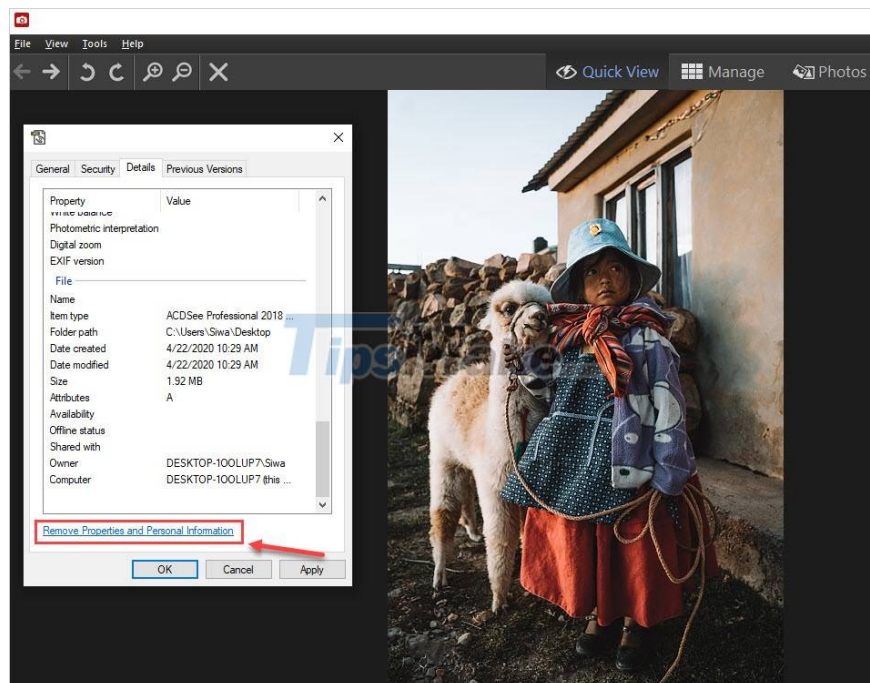 File View Tools Help
Quick View Manage Photos
General Security Details Previous Versions
Property Value
White balance
Photometric interpretation
Digital zoom
EXIF version
File
Name
Item type ACDSee Professional 2018 ...
Folder path C:\Users\Siwa\Desktop
Date created 4/22/2020 10:29 AM
Date modified 4/22/2020 10:29 AM
Size 1.92 MB
Attributes A
Availability
Offline status
Shared with
Owner DESKTOP-1OOLUP7\Siwa
Computer DESKTOP-1OOLUP7 (this ...
Remove Properties and Personal Information
OK Cancel Apply
TipsMake